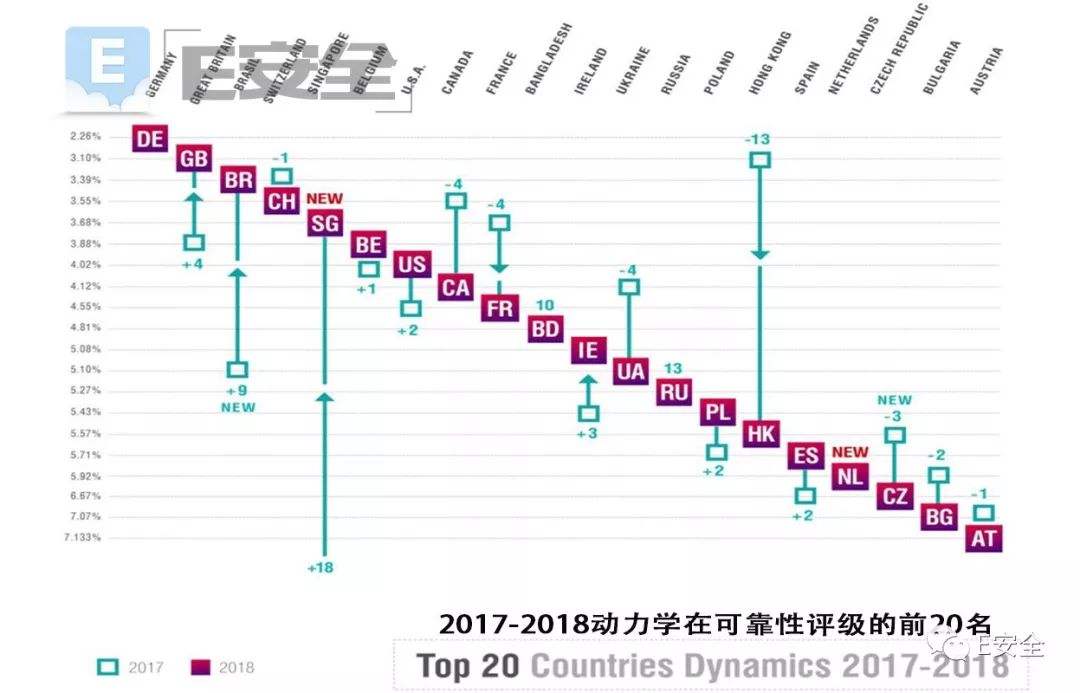 E
E安全
GERMANY
GREAT BRITAIN
BRASIL
SWITZERLAND
SINGAPORE
BELGIUM
U.S.A.
CANADA
FRANCE
BANGLADESH
IRELAND
UKRAINE
RUSSIA
POLAND
HONG KONG
SPAIN
NETHERLANDS
CZECH REPUBLIC
BULGARIA
AUSTRIA
2.26%
DE
-13
3.10%
GB
-1
3.39%
BR
-4
3.55%
CH
NEW
-4
3.68%
SG
3.88%
BE
+4
4.02%
US
-4
+1
4.12%
CA
4.55%
FR
10
+2
4.81%
BD
5.08%
IE
5.10%
UA
13
+9
5.27%
RU
NEW
NEW
5.43%
PL
-3
+3
5.57%
HK
5.71%
ES
NEW
-2
+2
5.92%
NL
6.67%
CZ
-1
+2
7.07%
BG
7.133%
AT
+18
2017-2018动力学在可靠性评级的前20名
E安全
2017
2018
Top 20 Countries Dynamics 2017-2018